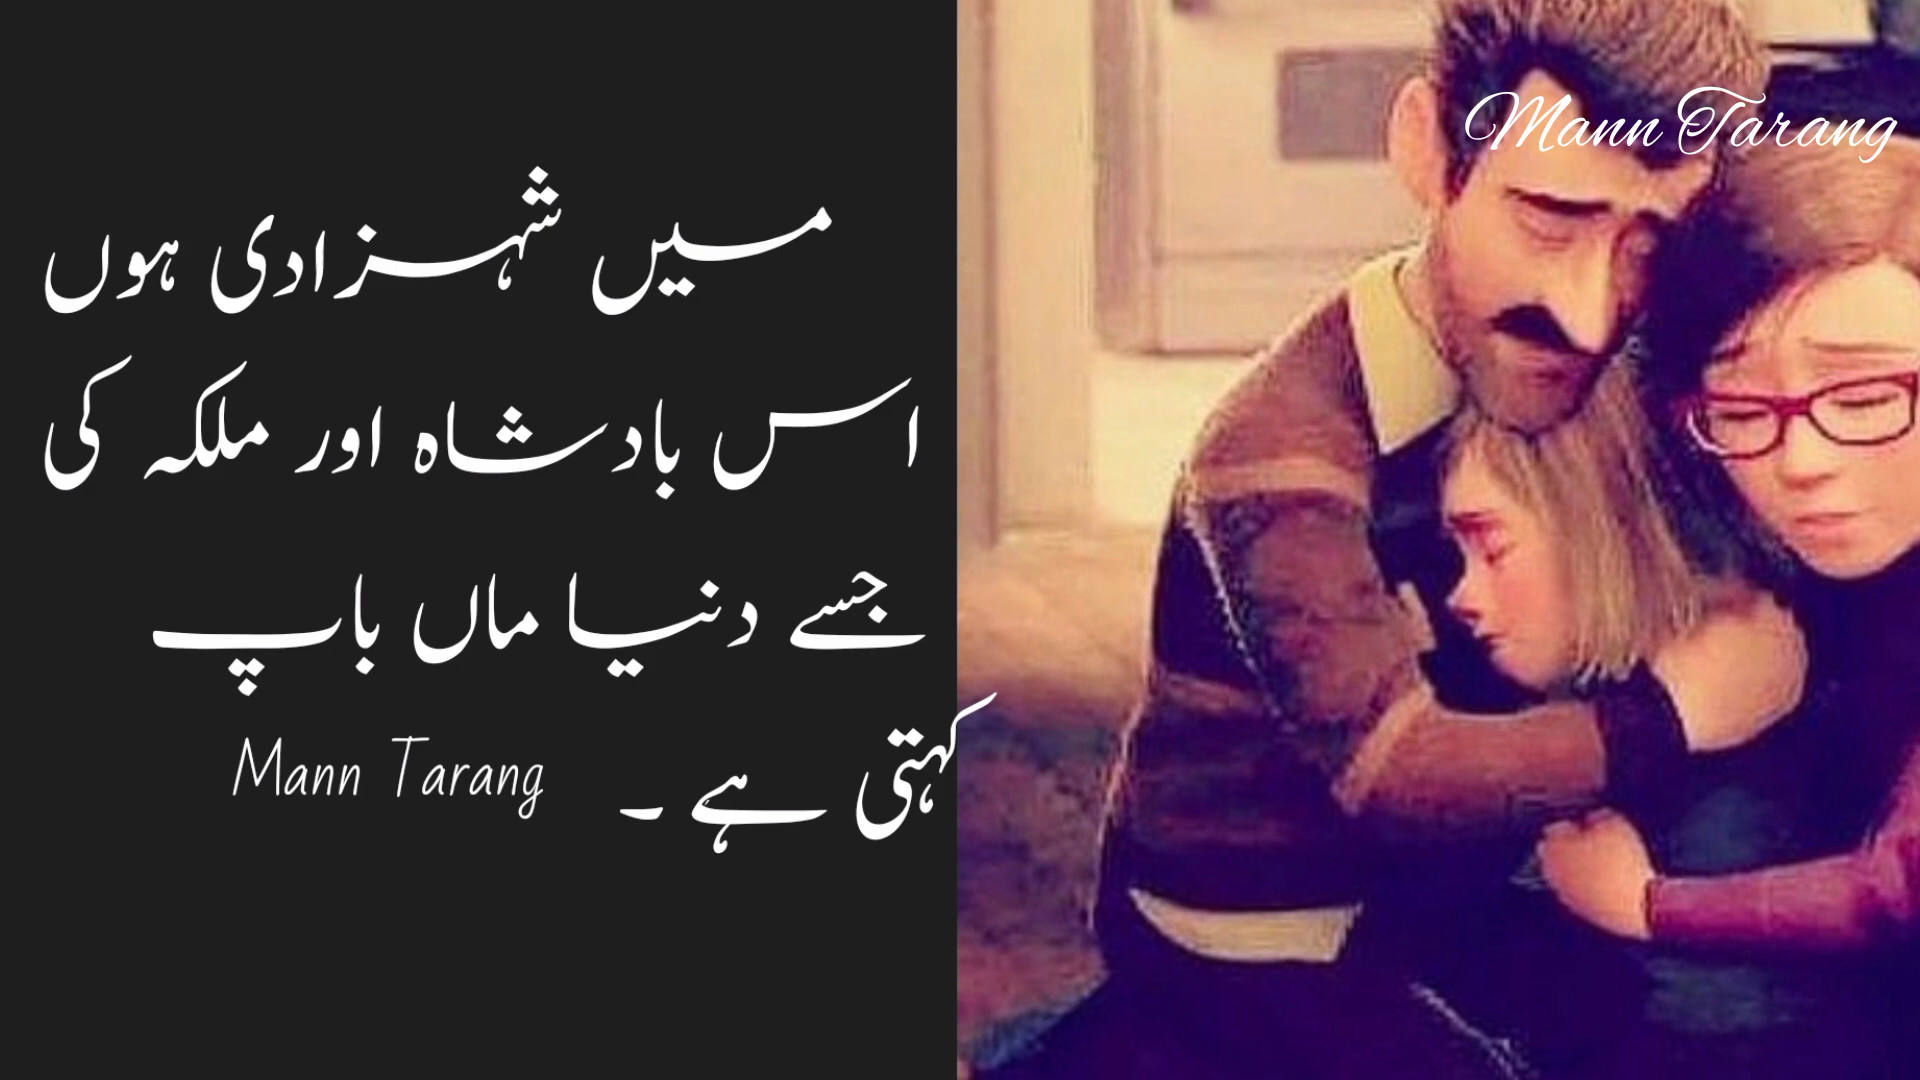 میں شہزادی ہوں
اس بادشاہ اور ملکہ کی
جسے دنیا ماں باپ
کہتی ہے ۔
Mann Tarang
Mann Tarang